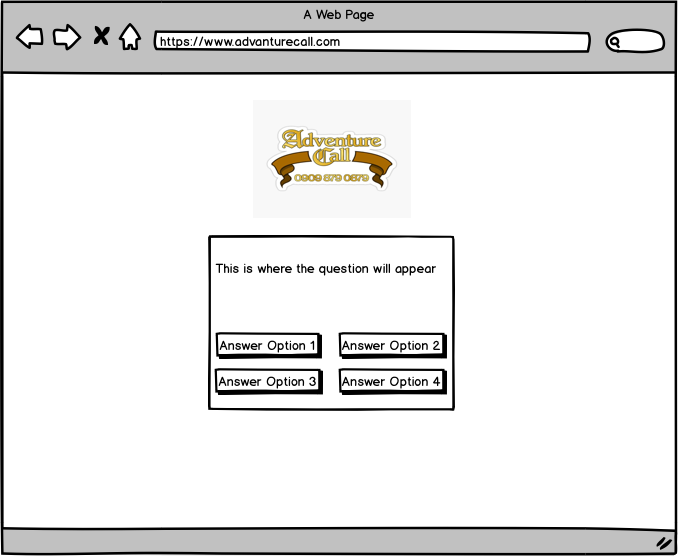 A Web Page
https://www.advanturecall.com
Adventure
Call
0909 879 0879
This is where the question will appear
Answer Option 1
Answer Option 2
Answer Option 3
Answer Option 4